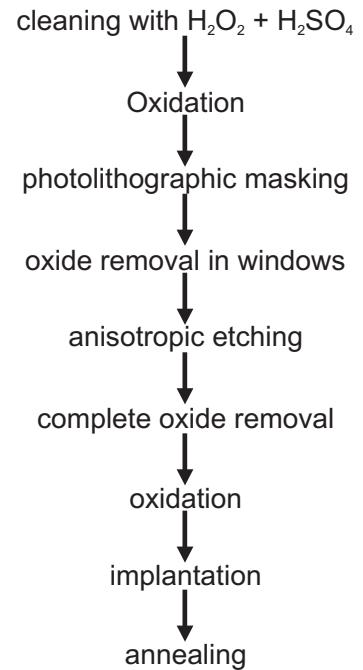 cleaning with H₂O₂ + H₂SO₄
Oxidation
photolithographic masking
oxide removal in windows
anisotropic etching
complete oxide removal
oxidation
implantation
annealing